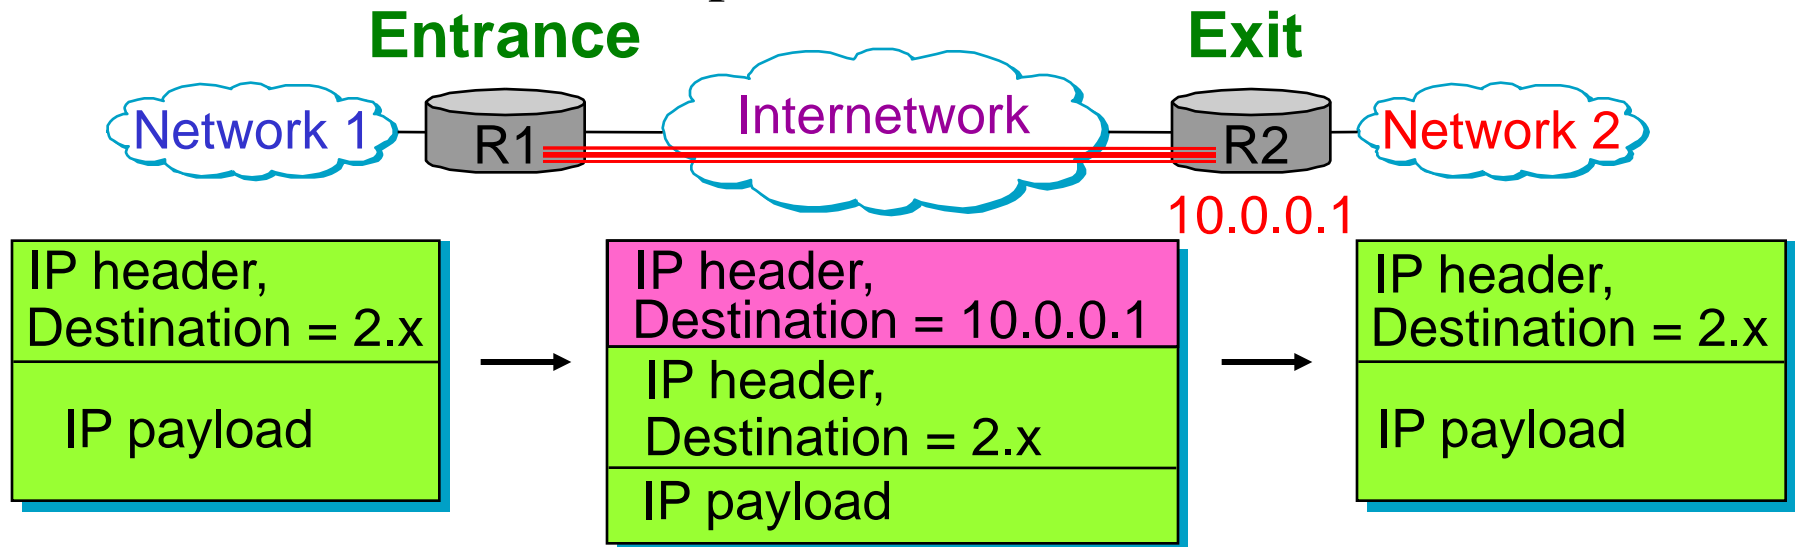 Entrance
Exit
Network 1
R1
Internetwork
R2
Network 2
10.0.0.1
IP header,
Destination = 2.x
IP payload
IP header,
Destination = 10.0.0.1
IP header,
Destination = 2.x
IP payload
IP header,
Destination = 2.x
IP payload